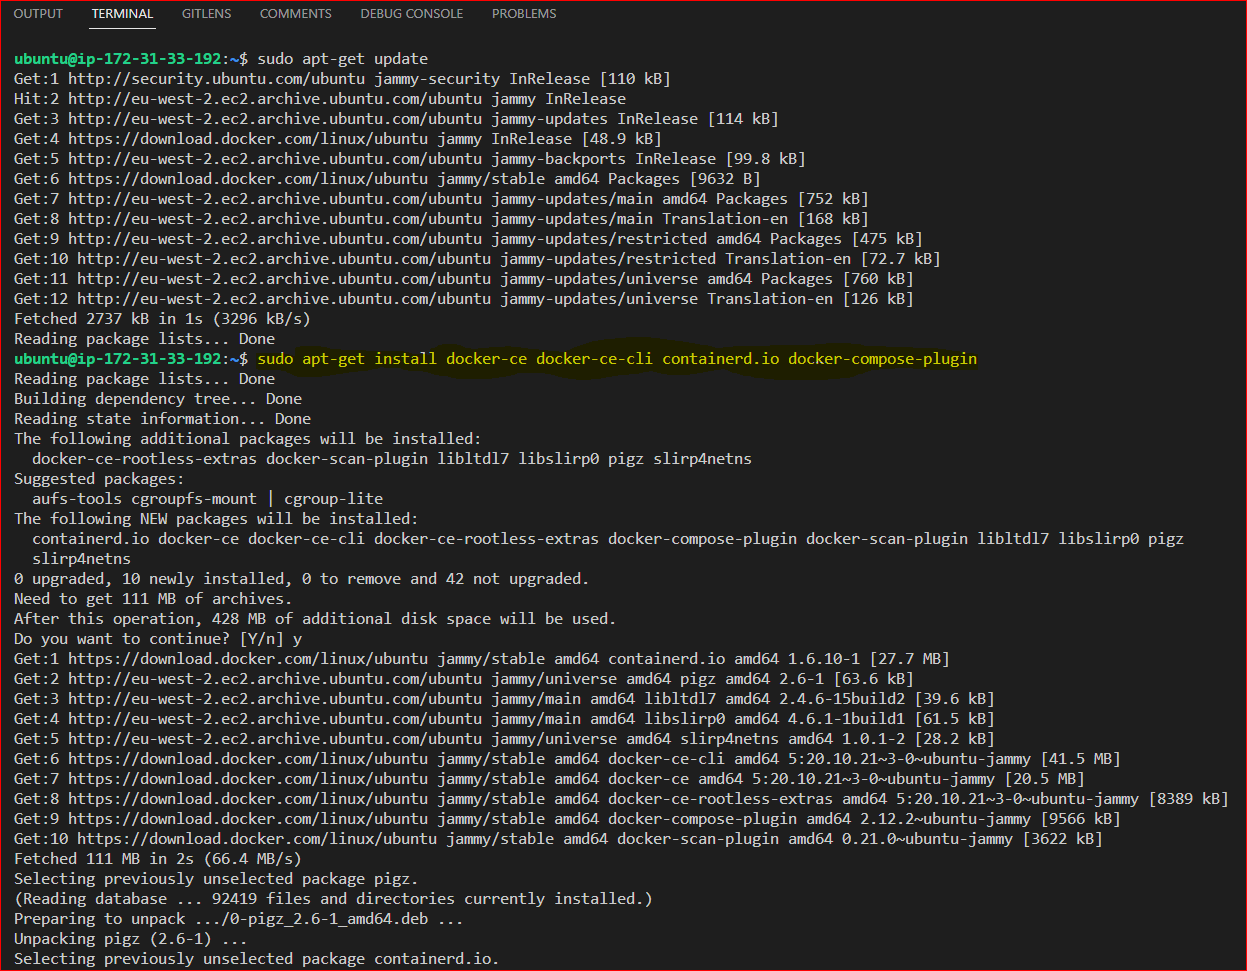 OUTPUT TERMINAL GITLENS COMMENTS DEBUG CONSOLE PROBLEMS
ubuntu@ip-172-31-33-192:~$ sudo apt-get update
Get:1 http://security.ubuntu.com/ubuntu jammy-security InRelease [110 kB]
Hit:2 http://eu-west-2.ec2.archive.ubuntu.com/ubuntu jammy InRelease
Get:3 http://eu-west-2.ec2.archive.ubuntu.com/ubuntu jammy-updates InRelease [114 kB]
Get:4 https://download.docker.com/linux/ubuntu jammy InRelease [48.9 kB]
Get:5 http://eu-west-2.ec2.archive.ubuntu.com/ubuntu jammy-backports InRelease [99.8 kB]
Get:6 https://download.docker.com/linux/ubuntu jammy/stable amd64 Packages [9632 B]
Get:7 http://eu-west-2.ec2.archive.ubuntu.com/ubuntu jammy-updates/main amd64 Packages [752 kB]
Get:8 http://eu-west-2.ec2.archive.ubuntu.com/ubuntu jammy-updates/main Translation-en [168 kB]
Get:9 http://eu-west-2.ec2.archive.ubuntu.com/ubuntu jammy-updates/restricted amd64 Packages [475 kB]
Get:10 http://eu-west-2.ec2.archive.ubuntu.com/ubuntu jammy-updates/restricted Translation-en [72.7 kB]
Get:11 http://eu-west-2.ec2.archive.ubuntu.com/ubuntu jammy-updates/universe amd64 Packages [760 kB]
Get:12 http://eu-west-2.ec2.archive.ubuntu.com/ubuntu jammy-updates/universe Translation-en [126 kB]
Fetched 2737 kB in 1s (3296 kB/s)
Reading package lists... Done
ubuntu@ip-172-31-33-192:~$ sudo apt-get install docker-ce docker-ce-cli containerd.io docker-compose-plugin
Reading package lists... Done
Building dependency tree... Done
Reading state information... Done
The following additional packages will be installed:
  docker-ce-rootless-extras docker-scan-plugin libltdl7 libslirp0 pigz slirp4netns
Suggested packages:
  aufs-tools cgroupfs-mount | cgroup-lite
The following NEW packages will be installed:
  containerd.io docker-ce docker-ce-cli docker-ce-rootless-extras docker-compose-plugin docker-scan-plugin libltdl7 libslirp0 pigz
  slirp4netns
0 upgraded, 10 newly installed, 0 to remove and 42 not upgraded.
Need to get 111 MB of archives.
After this operation, 428 MB of additional disk space will be used.
Do you want to continue? [Y/n] y
Get:1 https://download.docker.com/linux/ubuntu jammy/stable amd64 containerd.io amd64 1.6.10-1 [27.7 MB]
Get:2 http://eu-west-2.ec2.archive.ubuntu.com/ubuntu jammy/universe amd64 pigz amd64 2.6-1 [63.6 kB]
Get:3 http://eu-west-2.ec2.archive.ubuntu.com/ubuntu jammy/main amd64 libltdl7 amd64 2.4.6-15build2 [39.6 kB]
Get:4 http://eu-west-2.ec2.archive.ubuntu.com/ubuntu jammy/main amd64 libslirp0 amd64 4.6.1-1build1 [61.5 kB]
Get:5 http://eu-west-2.ec2.archive.ubuntu.com/ubuntu jammy/universe amd64 slirp4netns amd64 1.0.1-2 [28.2 kB]
Get:6 https://download.docker.com/linux/ubuntu jammy/stable amd64 docker-ce-cli amd64 5:20.10.21~3-0~ubuntu-jammy [41.5 MB]
Get:7 https://download.docker.com/linux/ubuntu jammy/stable amd64 docker-ce amd64 5:20.10.21~3-0~ubuntu-jammy [20.5 MB]
Get:8 https://download.docker.com/linux/ubuntu jammy/stable amd64 docker-ce-rootless-extras amd64 5:20.10.21~3-0~ubuntu-jammy [8389 kB]
Get:9 https://download.docker.com/linux/ubuntu jammy/stable amd64 docker-compose-plugin amd64 2.12.2~ubuntu-jammy [9566 kB]
Get:10 https://download.docker.com/linux/ubuntu jammy/stable amd64 docker-scan-plugin amd64 0.21.0~ubuntu-jammy [3622 kB]
Fetched 111 MB in 2s (66.4 MB/s)
Selecting previously unselected package pigz.
(Reading database ... 92419 files and directories currently installed.)
Preparing to unpack .../0-pigz_2.6-1_amd64.deb ...
Unpacking pigz (2.6-1) ...
Selecting previously unselected package containerd.io.